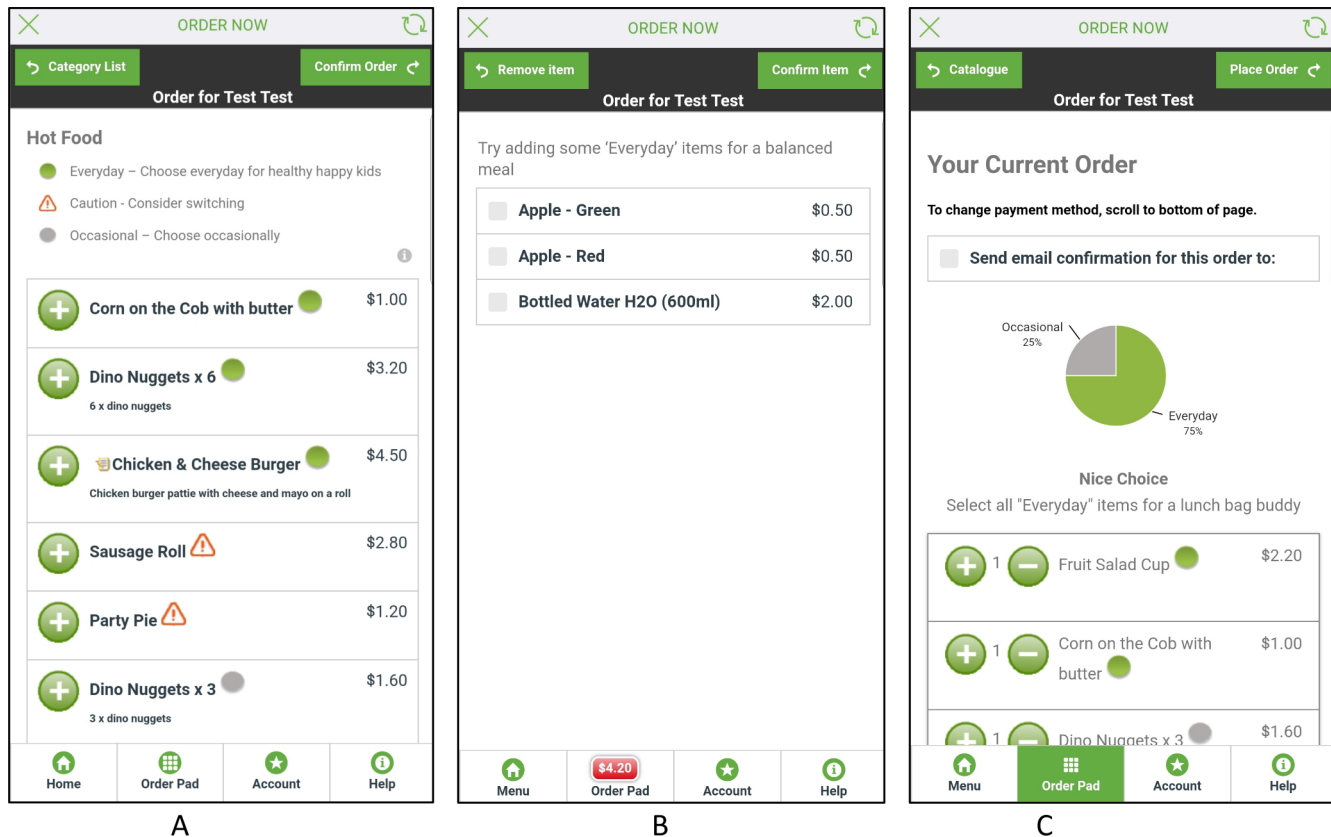 ORDER NOW
Category List
Confirm Order
Order for Test Test
Hot Food
Everyday – Choose everyday for healthy happy kids
Caution - Consider switching
Occasional – Choose occasionally
Corn on the Cob with butter $1.00
Dino Nuggets x 6 $3.20
6 x dino nuggets
Chicken & Cheese Burger $4.50
Chicken burger pattie with cheese and mayo on a roll
Sausage Roll $2.80
Party Pie $1.20
Dino Nuggets x 3 $1.60
3 x dino nuggets
Home Order Pad Account Help
A
ORDER NOW
Remove item
Confirm Item
Order for Test Test
Try adding some ‘Everyday’ items for a balanced
meal
Apple - Green $0.50
Apple - Red $0.50
Bottled Water H2O (600ml) $2.00
$4.20
Menu Order Pad Account Help
B
ORDER NOW
Catalogue
Place Order
Order for Test Test
Your Current Order
To change payment method, scroll to bottom of page.
Send email confirmation for this order to:
Occasional
25%
Everyday
75%
Nice Choice
Select all "Everyday" items for a lunch bag buddy
1 Fruit Salad Cup $2.20
1 Corn on the Cob with $1.00
butter
1 Dino Nuggets x 3 $1.60
Menu Order Pad Account Help
C